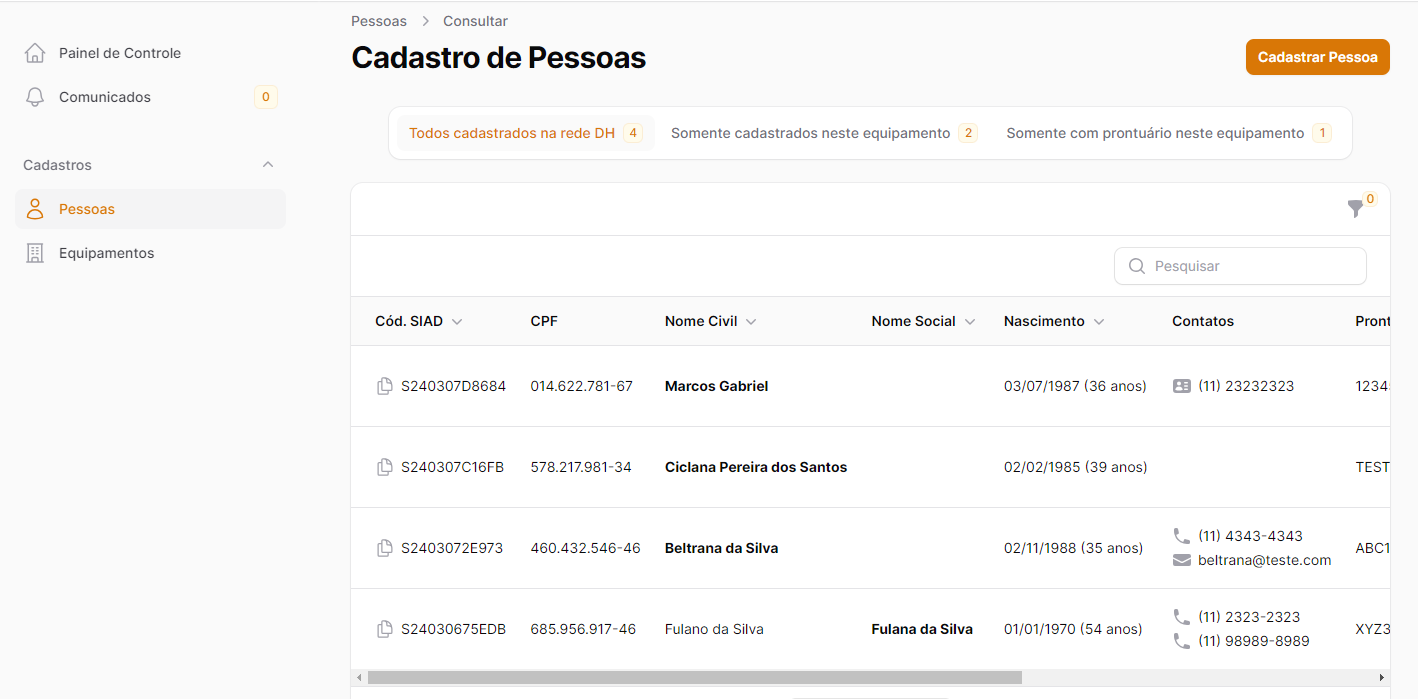 Pessoas > Consultar
Painel de Controle
Cadastro de Pessoas
Cadastrar Pessoa
Comunicados 0
Todos cadastrados na rede DH 4 Somente cadastrados neste equipamento 2 Somente com prontuário neste equipamento 1
Cadastros
Pessoas
Equipamentos
0
Pesquisar
Cód. SIAD CPF Nome Civil Nome Social Nascimento Contatos Pront
S240307D8684 014.622.781-67 Marcos Gabriel 03/07/1987 (36 anos) (11) 23232323 1234
S240307C16FB 578.217.981-34 Ciclana Pereira dos Santos 02/02/1985 (39 anos) TEST
S2403072E973 460.432.546-46 Beltrana da Silva 02/11/1988 (35 anos) (11) 4343-4343 ABC1
beltrana@teste.com
S24030675EDB 685.956.917-46 Fulano da Silva Fulana da Silva 01/01/1970 (54 anos) (11) 2323-2323 XYZ3
(11) 98989-8989